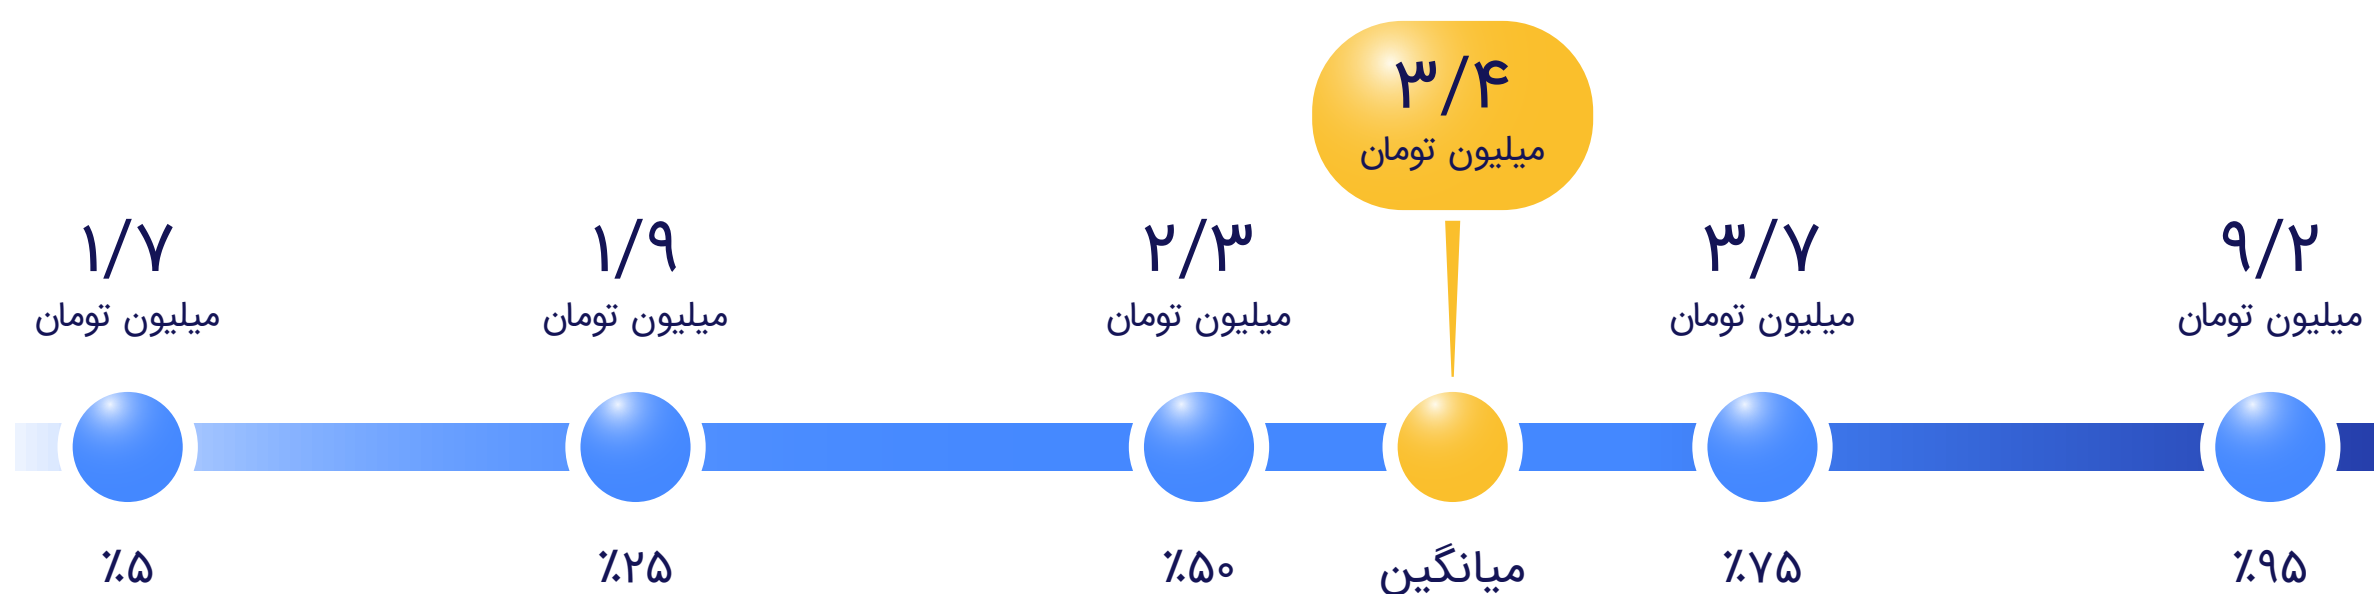 ۳/۴
میلیون تومان
۱/۷
میلیون تومان
۱/۹
میلیون تومان
۲/۳
میلیون تومان
۳/۷
میلیون تومان
۹/۲
میلیون تومان
٪۵
٪۲۵
٪۵۰
میانگین
٪۷۵
٪۹۵